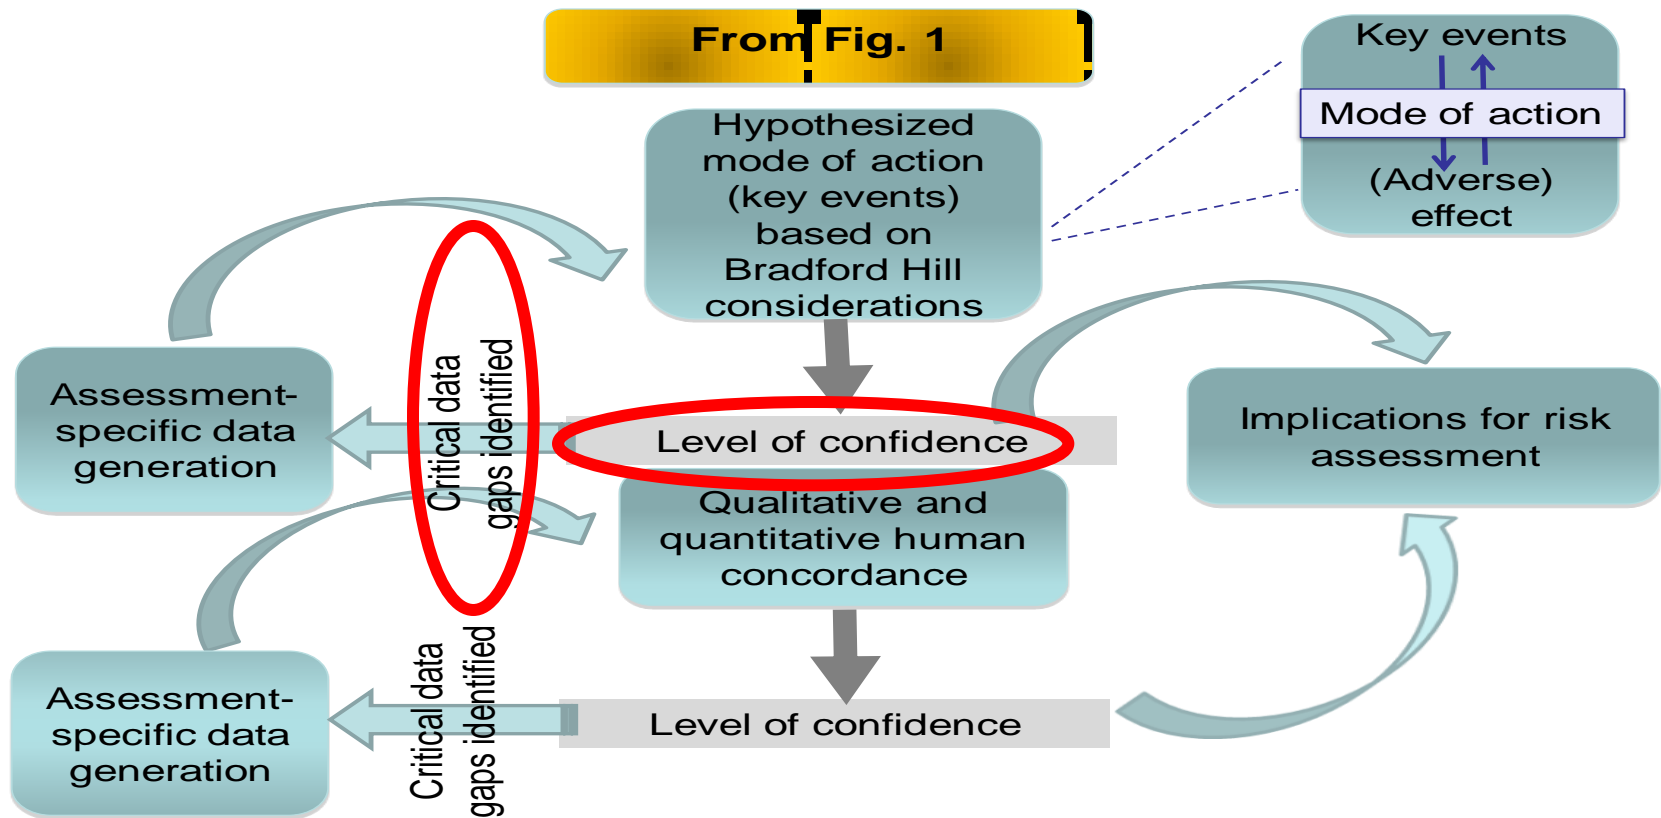 From Fig. 1
Key events
Mode of action
(Adverse)
effect
Hypothesized
mode of action
(key events)
based on
Bradford Hill
considerations
Assessment-
specific data
generation
Critical data
gaps identified
Level of confidence
Implications for risk
assessment
Qualitative and
quantitative human
concordance
Assessment-
specific data
generation
Critical data
gaps identified
Level of confidence